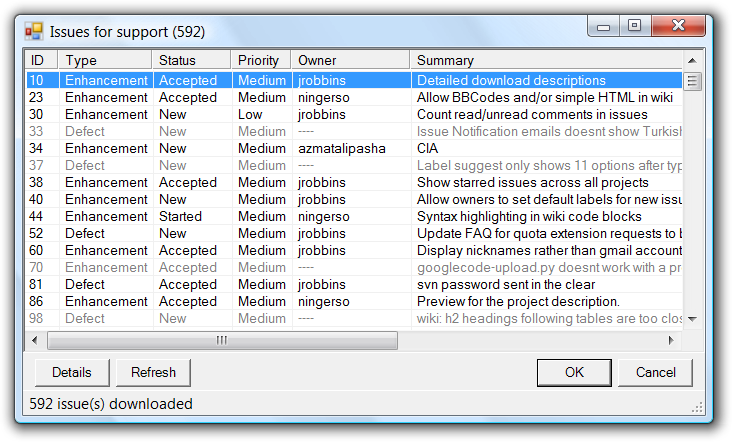 Issues for support (592)
ID Type Status Priority Owner Summary
10 Enhancement Accepted Medium jrobbins Detailed download descriptions
23 Enhancement Accepted Medium ningerso Allow BBCodes and/or simple HTML in wiki
30 Enhancement New Low jrobbins Count read/unread comments in issues
33 Defect New Medium ---- Issue Notification emails doesnt show Turkish
34 Enhancement New Medium azmatalipasha CIA
37 Defect New Medium ---- Label suggest only shows 11 options after typ
38 Enhancement Accepted Medium jrobbins Show starred issues across all projects
40 Enhancement Accepted Medium jrobbins Allow owners to set default labels for new issu
44 Enhancement Started Medium ningerso Syntax highlighting in wiki code blocks
52 Defect New Medium jrobbins Update FAQ for quota extension requests to b
60 Enhancement Accepted Medium jrobbins Display nicknames rather than gmail account
70 Enhancement New Medium ---- googlecode-upload.py doesnt work with a pr
81 Defect Accepted Medium jrobbins svn password sent in the clear
86 Enhancement Accepted Medium ningerso Preview for the project description.
98 Defect New Medium ---- wiki: h2 headings following tables are too clos
Details Refresh OK Cancel
592 issue(s) downloaded